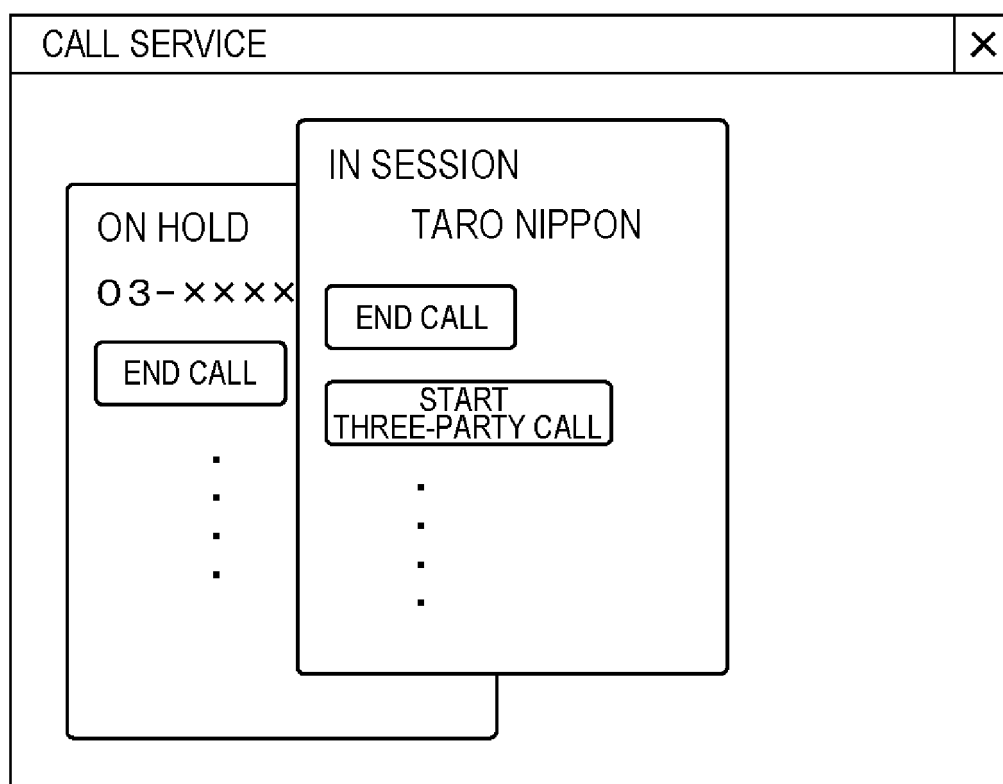 CALL SERVICE ×
IN SESSION
TARO NIPPON
END CALL
START
THREE-PARTY CALL
ON HOLD
03-××××
END CALL